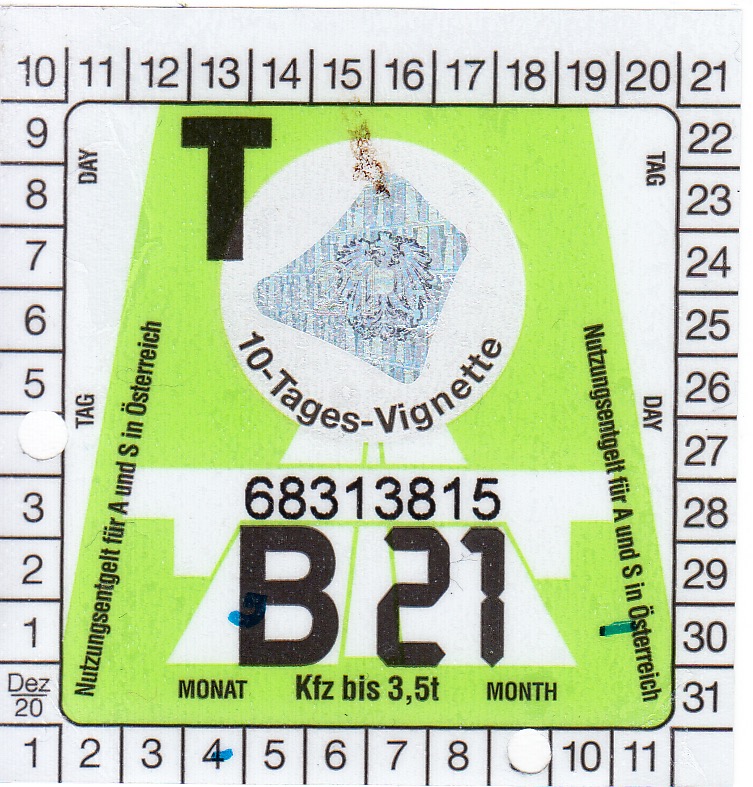 10 11 12 13 14 15 16 17 18 19 20 21
9
8
7
6
5
3
2
1
Dez
20
22
23
24
25
26
27
28
29
30
31
1 2 3 4 5 6 7 8 10 11
DAY
TAG
TAG
DAY
T
10-Tages-Vignette
Nutzungsentgelt für A und S in Österreich
Nutzungsentgelt für A und S in Österreich
68313815
B 21
MONAT Kfz bis 3,5t MONTH